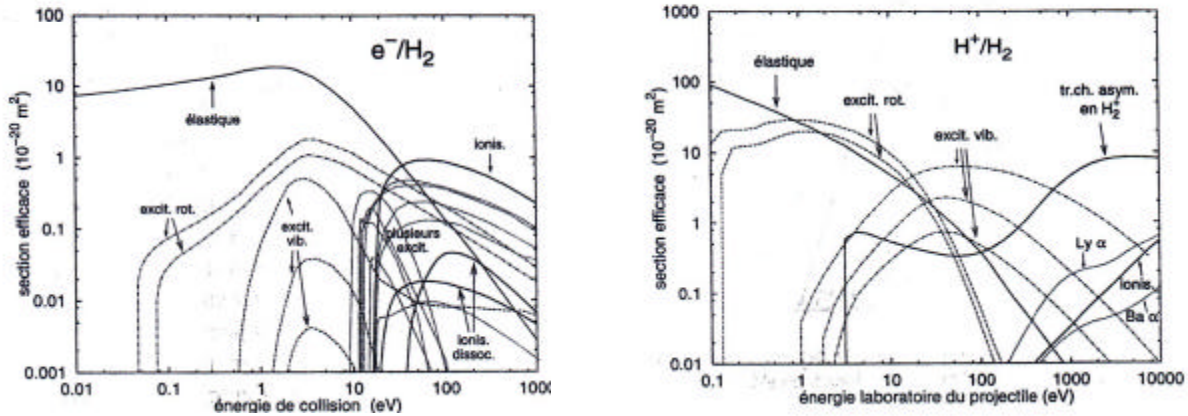 100
10
1
0.1
0.01
0.001
section efficace (10⁻²⁰ m²)
e⁻/H₂
élastique
ionis.
excit. rot.
excit. vib.
plusieurs excit.
ionis. dissoc.
0.01
0.1
1
10
100
1000
énergie de collision (eV)
1000
100
10
1
0.1
0.01
section efficace (10⁻²⁰ m²)
H⁺/H₂
élastique
excit. rot.
tr.ch. asym.
en H₂⁺
excit. vib.
Ly α
Ionis.
Ba α
0.1
1
10
100
1000
10000
énergie laboratoire du projectile (eV)